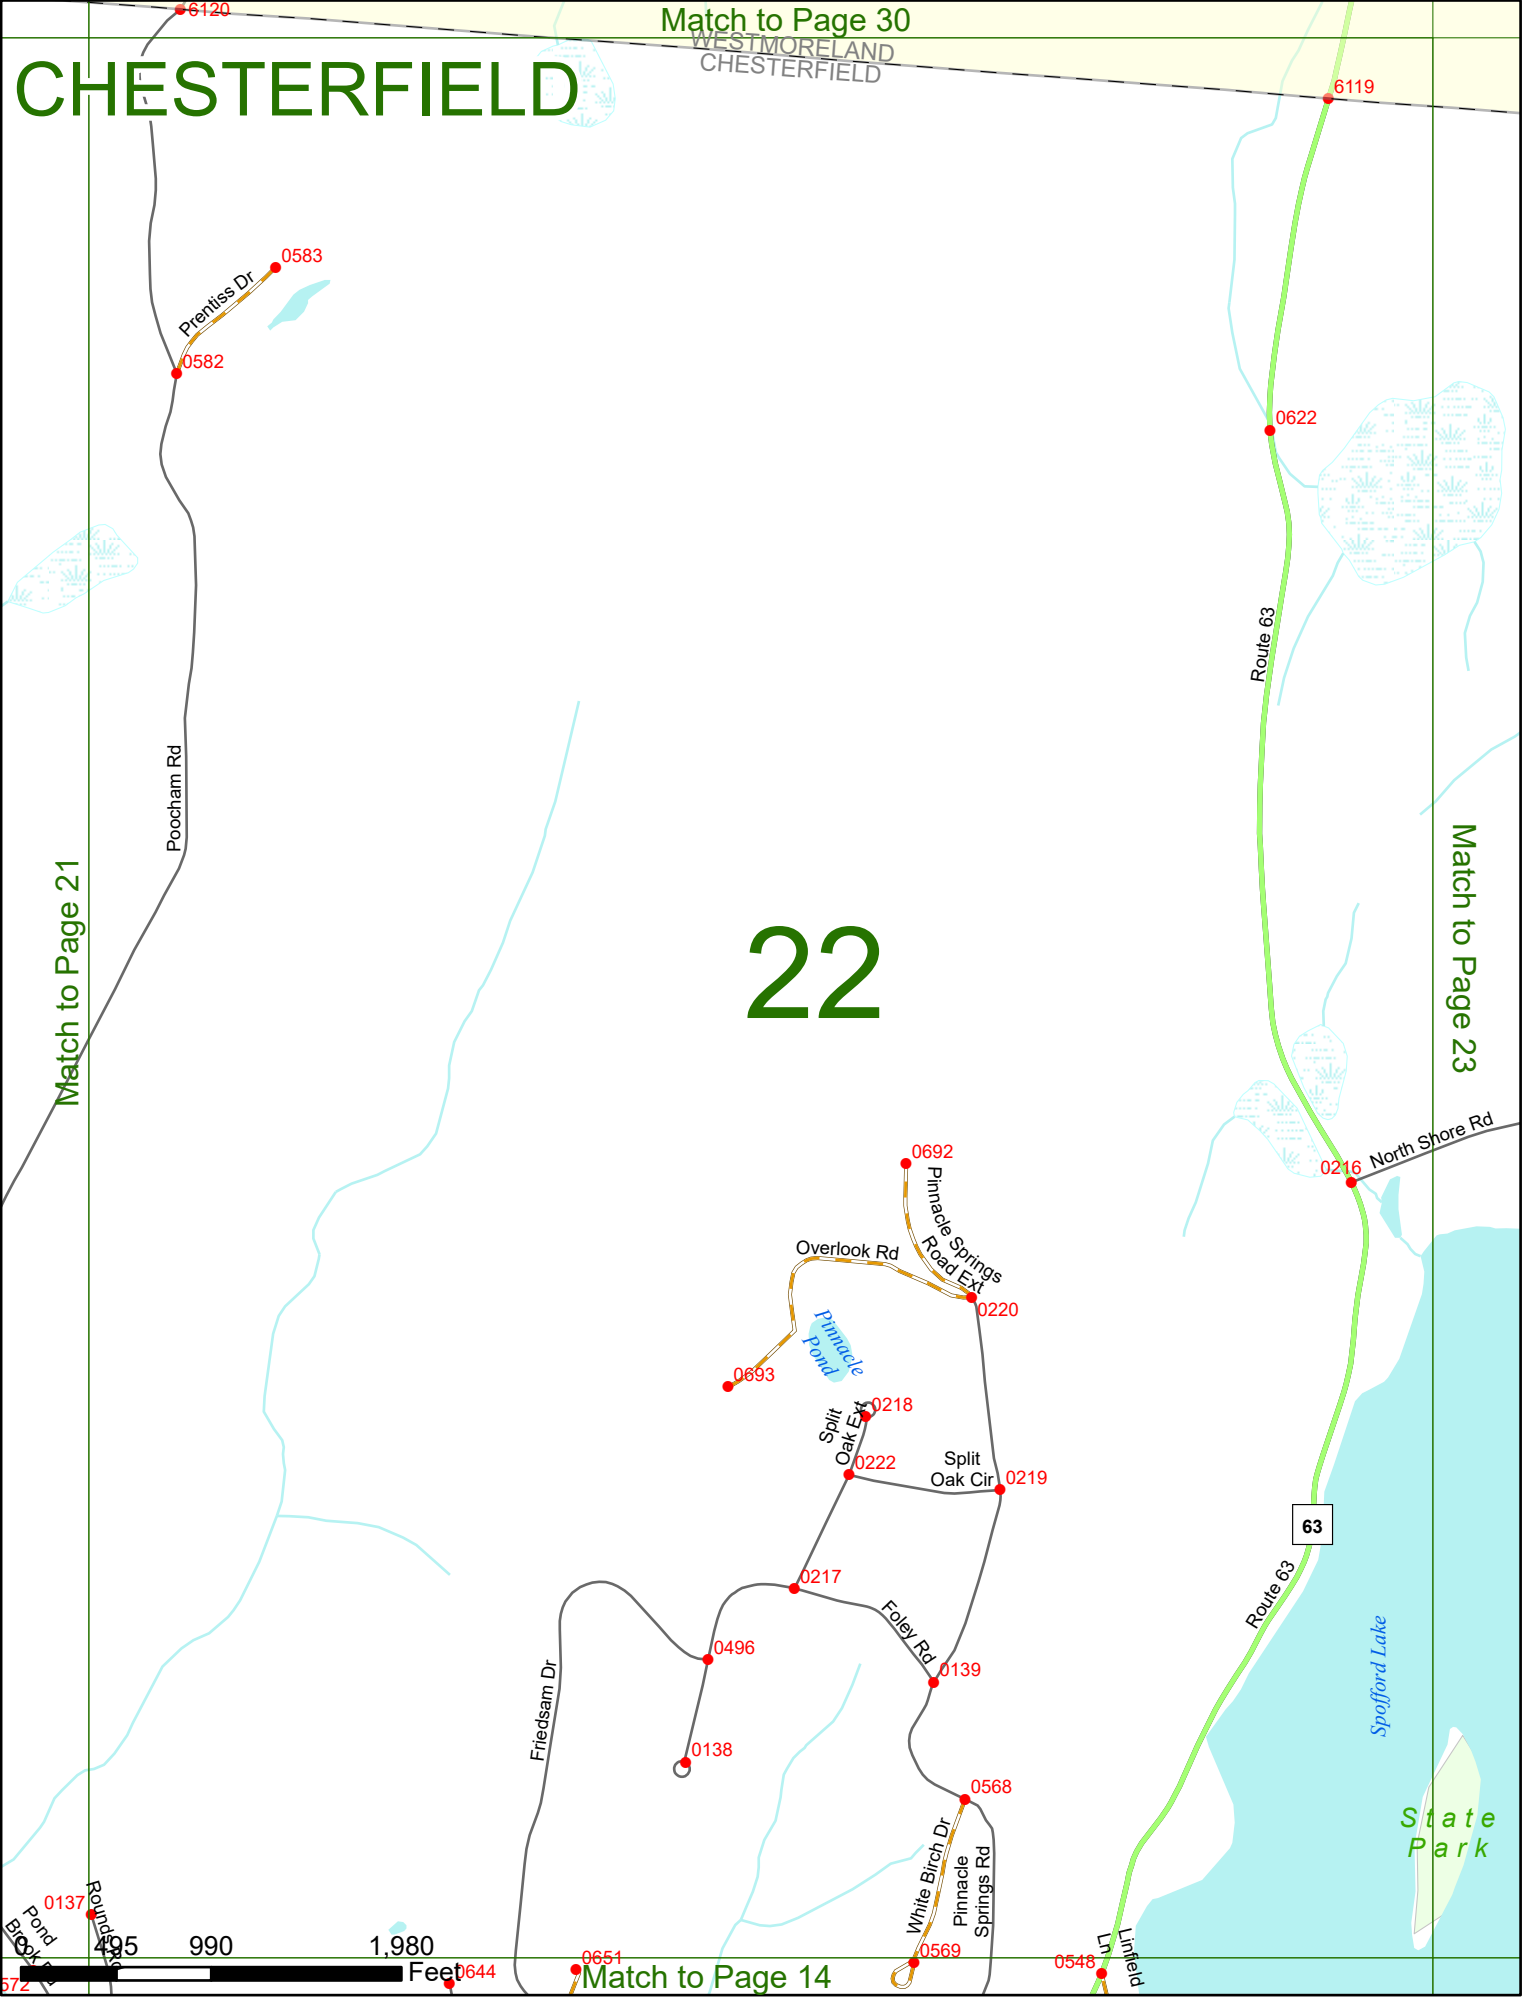 6120
Match to Page 30
WESTMORELAND
CHESTERFIELD
CHESTERFIELD
6119
0583
Prentiss Dr
0582
0622
Route 63
Poocham Rd
Match to Page 21
Match to Page 23
22
North Shore Rd
0216
0692
Pinnacle Springs
Road Ext
Overlook Rd
0220
Pinnacle
Pond
0693
0218
Split
Oak Ext
0222
Split
Oak Cir
0219
63
Route 63
0217
Foley Rd
0496
0139
Friedsam Dr
Spofford Lake
0138
0568
State
Park
White Birch Dr
Pinnacle
Springs Rd
0137
Rounds Rd
Pond
Brook Rd
0 495 990 1,980
Feet
572
0644
0651
Match to Page 14
0569
0548
Linfield
Ln